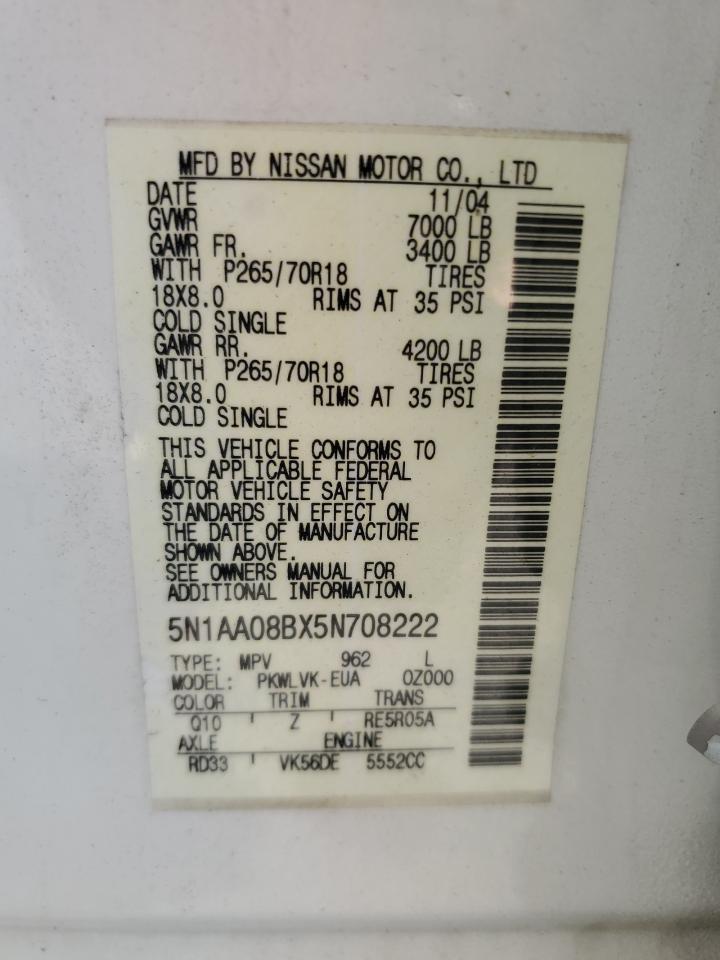 MFD BY NISSAN MOTOR CO., LTD
DATE 11/04
GVWR 7000 LB
GAWR FR. 3400 LB
WITH P265/70R18 TIRES
18X8.0 RIMS AT 35 PSI
COLD SINGLE
GAWR RR. 4200 LB
WITH P265/70R18 TIRES
18X8.0 RIMS AT 35 PSI
COLD SINGLE
THIS VEHICLE CONFORMS TO
ALL APPLICABLE FEDERAL
MOTOR VEHICLE SAFETY
STANDARDS IN EFFECT ON
THE DATE OF MANUFACTURE
SHOWN ABOVE.
SEE OWNERS MANUAL FOR
ADDITIONAL INFORMATION.
5N1AA08BX5N708222
TYPE: MPV 962 L
MODEL: PKWLVK-EUA 0Z000
COLOR TRIM TRANS
Q10 ' Z ' RE5R05A
AXLE ENGINE
RD33 ' VK56DE 5552CC